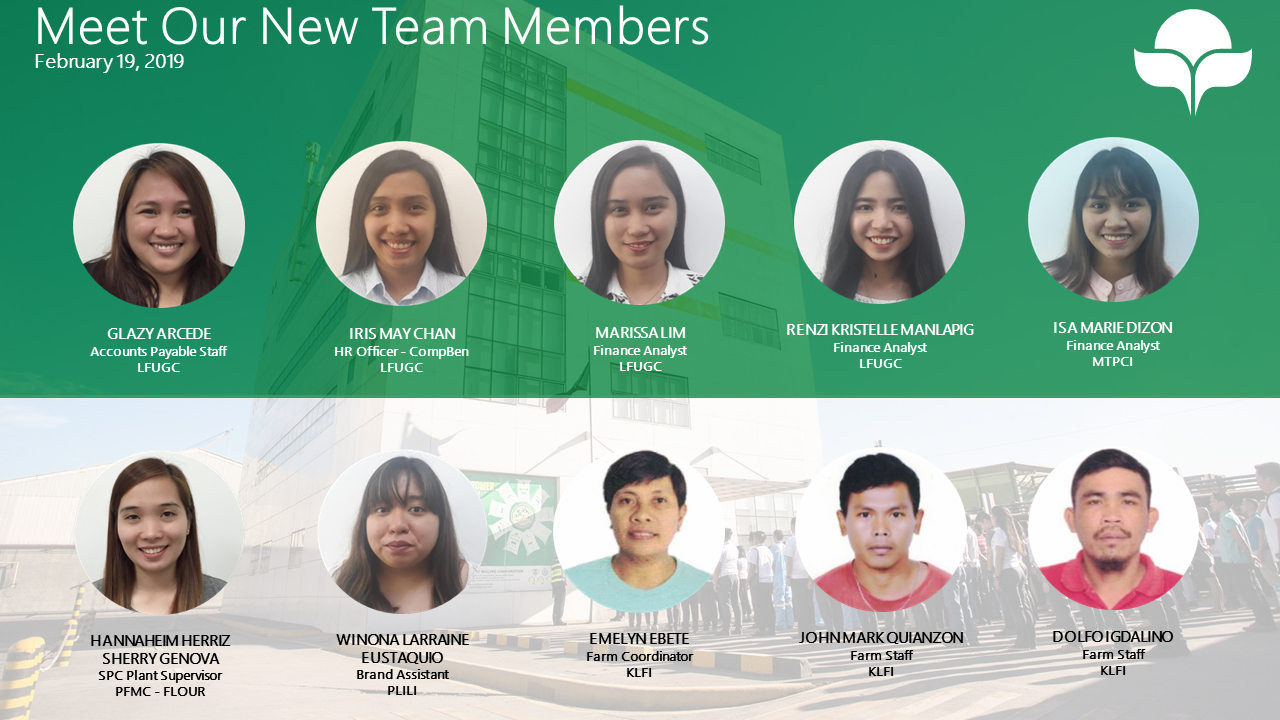 Meet Our New Team Members
February 19, 2019
GLAZY ARCEDE
Accounts Payable Staff
LFUGC
IRIS MAY CHAN
HR Officer - CompBen
LFUGC
MARISSA LIM
Finance Analyst
LFUGC
RENZI KRISTELLE MANLAPIG
Finance Analyst
LFUGC
ISA MARIE DIZON
Finance Analyst
MTPCI
HANNAHEIM HERRIZ
SHERRY GENOVA
SPC Plant Supervisor
PFMC - FLOUR
WINONA LARRAINE
EUSTAQUIO
Brand Assistant
PLILI
EMELYN EBETE
Farm Coordinator
KLFI
JOHN MARK QUIANZON
Farm Staff
KLFI
DOLFO IGDALINO
Farm Staff
KLFI